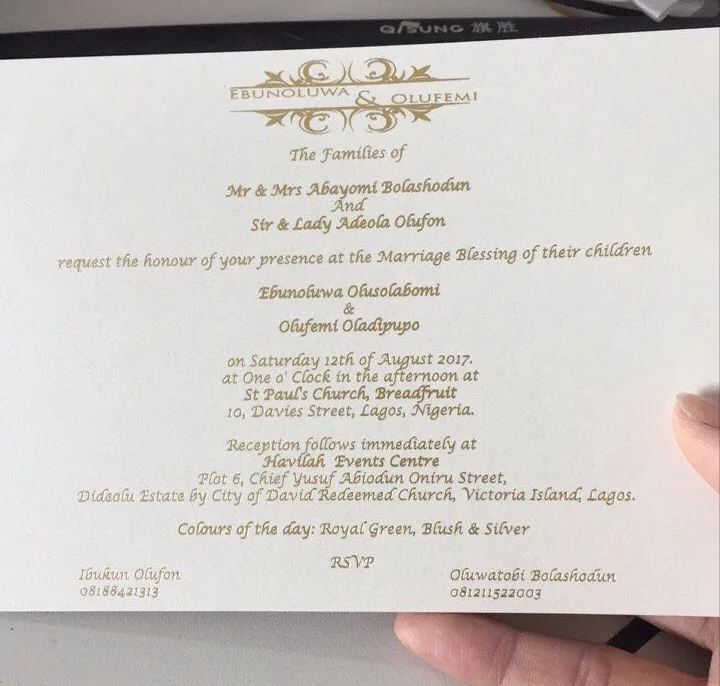 QISUNG 旗胜
EBUNOLUWA & OLUFEMI
The Families of
Mr & Mrs Abayomi Bolashodun
And
Sir & Lady Adeola Olufon
request the honour of your presence at the Marriage Blessing of their children
Ebunoluwa Olusolabomi
&
Olufemi Oladipupo
on Saturday 12th of August 2017.
at One o' Clock in the afternoon at
St Paul's Church, Breadfruit
10, Davies Street, Lagos, Nigeria.
Reception follows immediately at
Havilah Events Centre
Plot 6, Chief Yusuf Abiodun Oniru Street,
Dideolu Estate by City of David Redeemed Church, Victoria Island, Lagos.
Colours of the day: Royal Green, Blush & Silver
RSVP
Ibukun Olufon
08188421313
Oluwatobi Bolashodun
081211522003